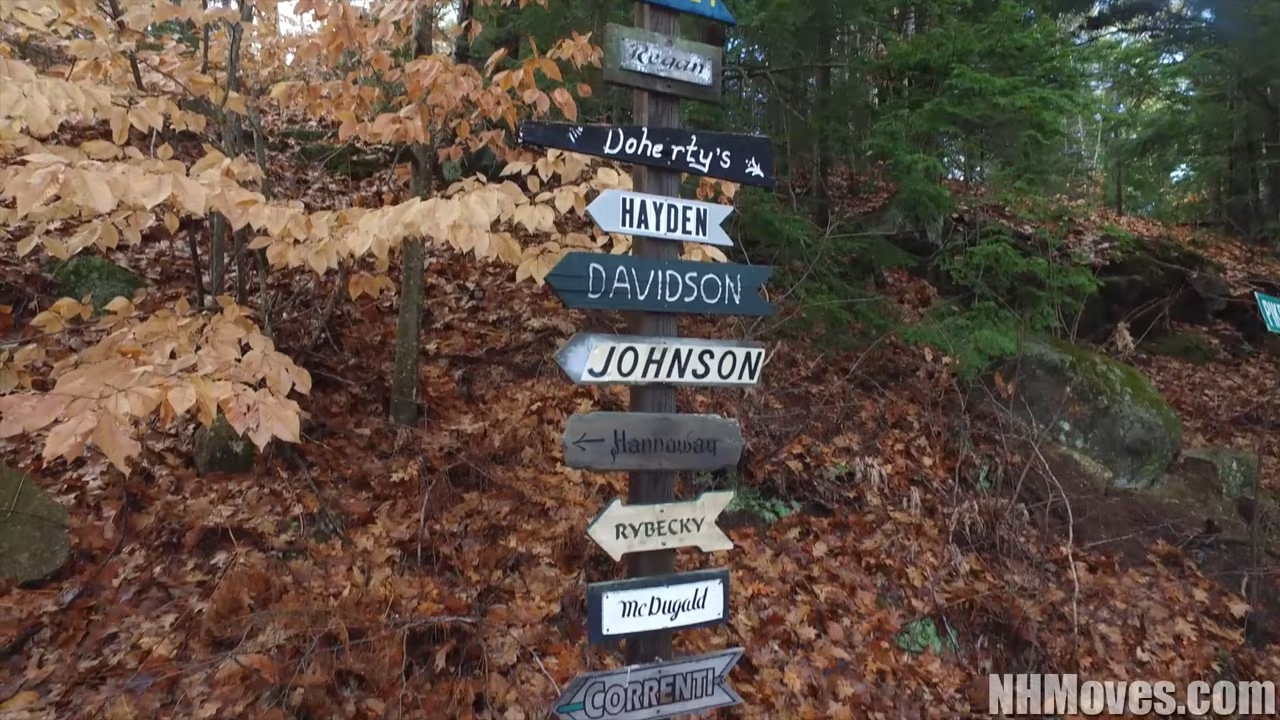 Regan
Doherty's
HAYDEN
DAVIDSON
JOHNSON
Hannaway
RYBECKY
McDugald
CORRENTI
NHMoves.com